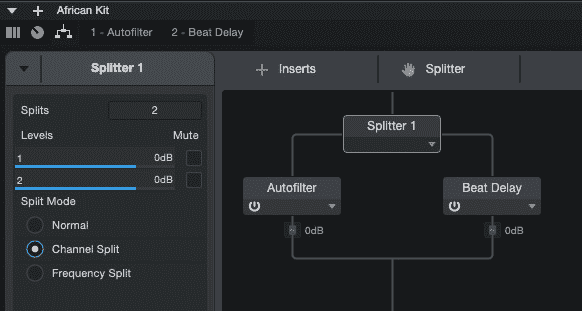 African Kit
1 - Autofilter 2 - Beat Delay
Splitter 1 Inserts Splitter
Splits 2
Levels Mute
1 0dB
2 0dB
Split Mode
Normal
Channel Split
Frequency Split
Splitter 1
Autofilter Beat Delay
0dB 0dB